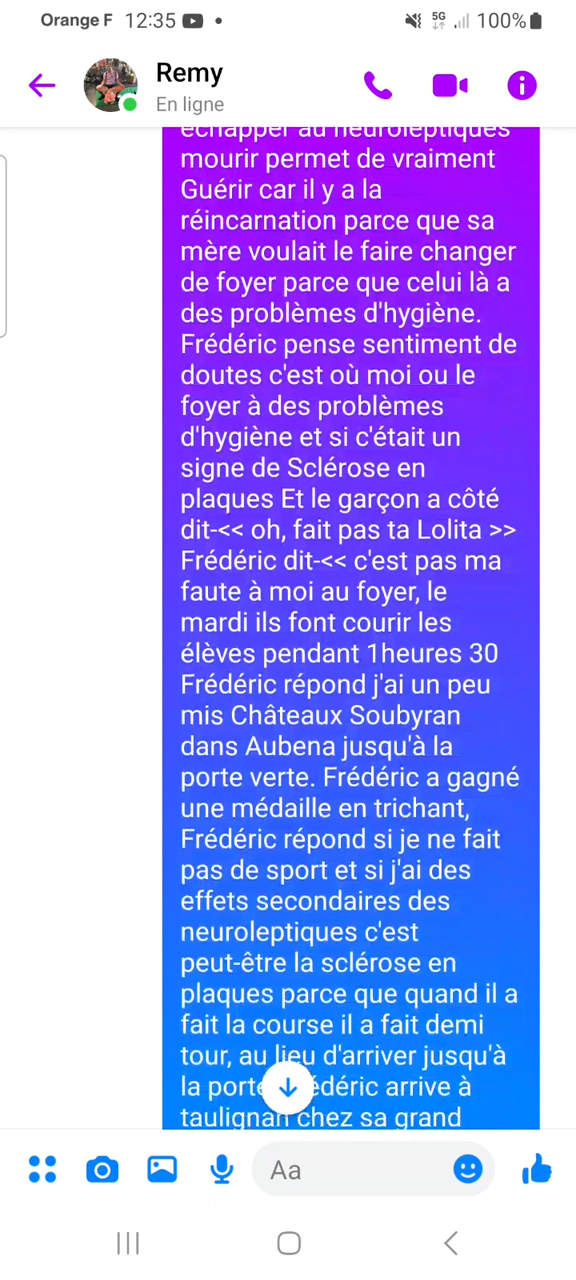 Orange F 12:35
5G 100%
Remy
En ligne
échapper au neuroleptiques
mourir permet de vraiment
Guérir car il y a la
réincarnation parce que sa
mère voulait le faire changer
de foyer parce que celui là a
des problèmes d'hygiène.
Frédéric pense sentiment de
doutes c'est où moi ou le
foyer à des problèmes
d'hygiène et si c'était un
signe de Sclérose en
plaques Et le garçon a côté
dit-<< oh, fait pas ta Lolita >>
Frédéric dit-<< c'est pas ma
faute à moi au foyer, le
mardi ils font courir les
élèves pendant 1heures 30
Frédéric répond j'ai un peu
mis Châteaux Soubyran
dans Aubena jusqu'à la
porte verte. Frédéric a gagné
une médaille en trichant,
Frédéric répond si je ne fait
pas de sport et si j'ai des
effets secondaires des
neuroleptiques c'est
peut-être la sclérose en
plaques parce que quand il a
fait la course il a fait demi
tour, au lieu d'arriver jusqu'à
la porte édéric arrive à
taulignan chez sa grand
Aa